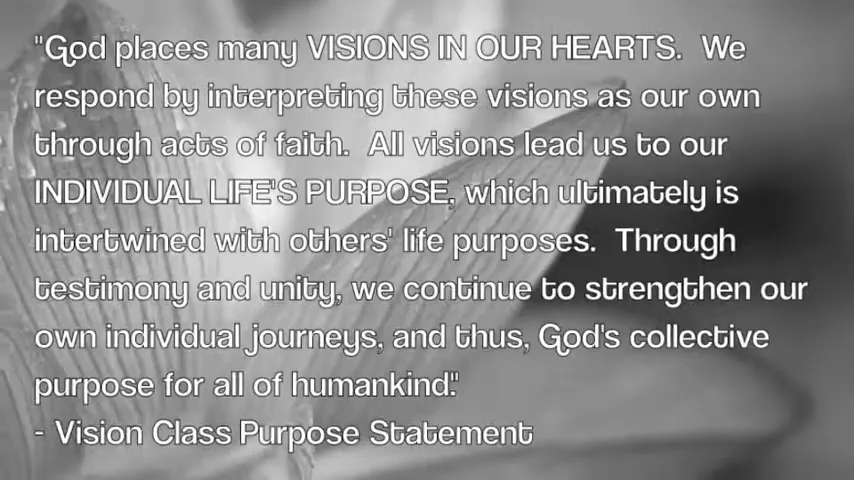 "God places many VISIONS IN OUR HEARTS.  We
respond by interpreting these visions as our own
through acts of faith.  All visions lead us to our
INDIVIDUAL LIFE'S PURPOSE, which ultimately is
intertwined with others' life purposes.  Through
testimony and unity, we continue to strengthen our
own individual journeys, and thus, God's collective
purpose for all of humankind."
- Vision Class Purpose Statement